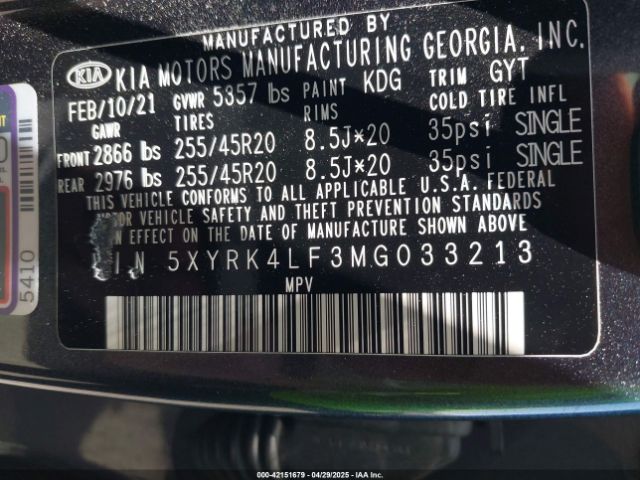 MANUFACTURED BY
KIA KIA MOTORS MANUFACTURING GEORGIA, INC.
FEB/10/21 GVWR 5357 lbs PAINT KDG TRIM GYT
GAWR TIRES RIMS COLD TIRE INFL
FRONT 2866 lbs 255/45R20 8.5J*20 35psi SINGLE
REAR 2976 lbs 255/45R20 8.5J*20 35psi SINGLE
THIS VEHICLE CONFORMS TO ALL APPLICABLE U.S.A. FEDERAL
MOTOR VEHICLE SAFETY AND THEFT PREVENTION STANDARDS
IN EFFECT ON THE DATE OF MANUFACTURE SHOWN ABOVE.
VIN 5XYRK4LF3MG033213
MPV
5410
000-42151679 04/29/2025 IAA Inc.